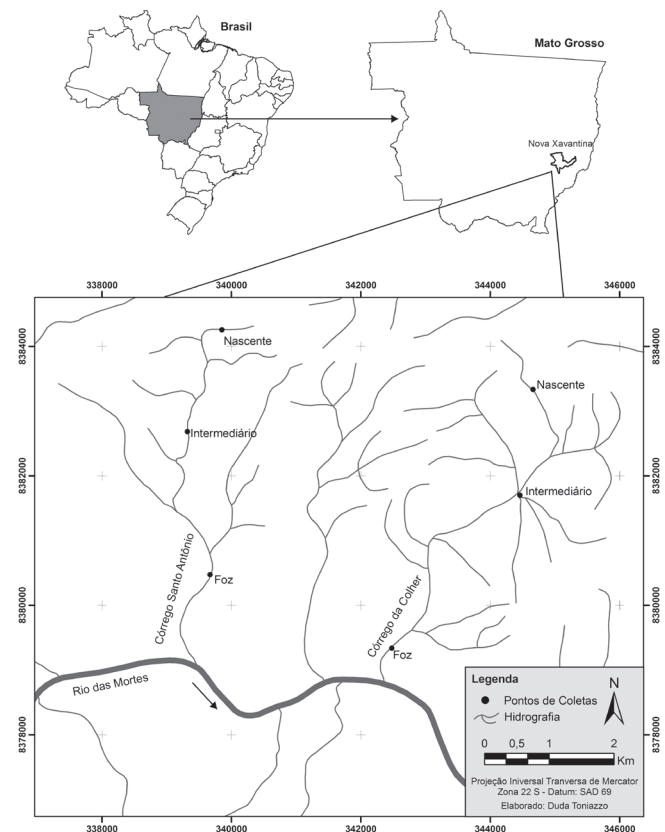 Brasil
Mato Grosso
Nova Xavantina
338000
340000
342000
344000
346000
8384000
8384000
Nascente
Nascente
Intermediário
8382000
8382000
Intermediário
Córrego Santo Antônio
Foz
8380000
8380000
Córrego da Colher
Foz
Rio das Mortes
8378000
8378000
Legenda
N
Pontos de Coletas
Hidrografia
0 0,5 1 2
Km
Projeção Iniversal Tranversa de Mercator
Zona 22 S - Datum: SAD 69
Elaborado: Duda Toniazzo
338000
340000
342000
344000
346000